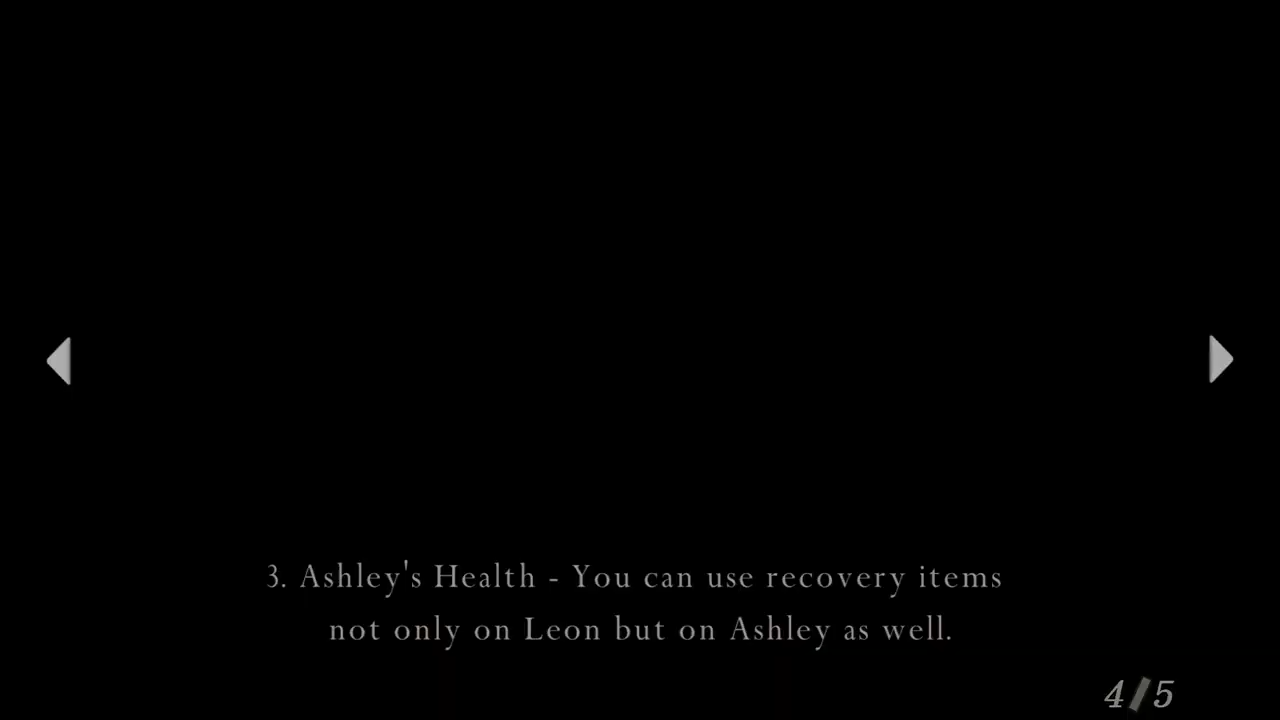 3. Ashley's Health - You can use recovery items
not only on Leon but on Ashley as well.
4/5